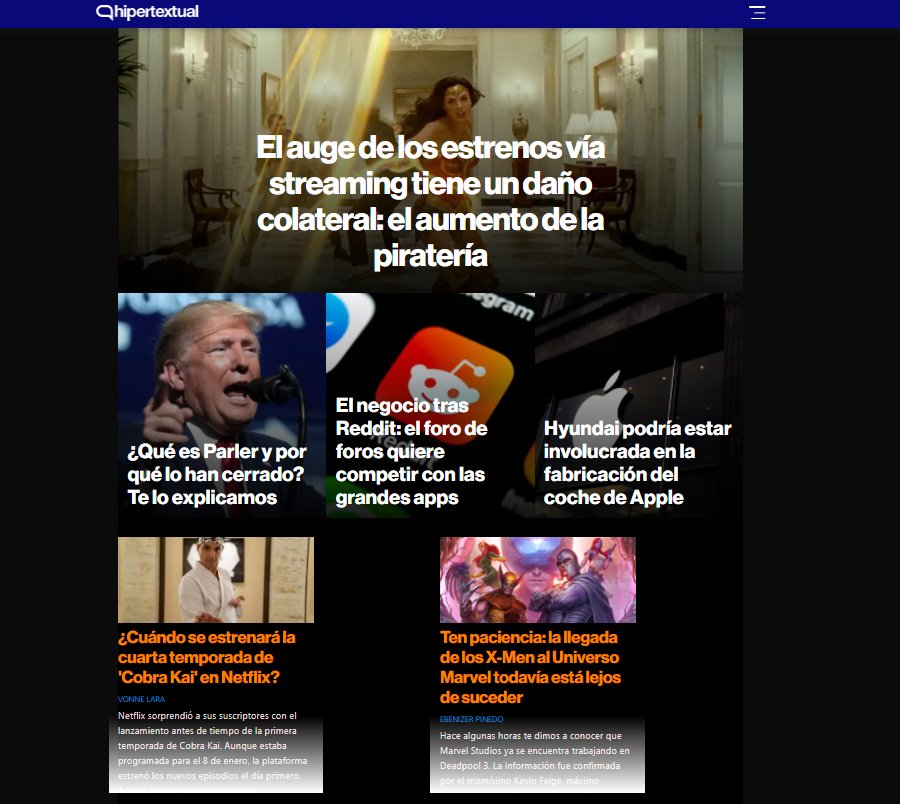 hipertextual
El auge de los estrenos vía
streaming tiene un daño
colateral: el aumento de la
piratería
egram
Reddit
¿Qué es Parler y por
qué lo han cerrado?
Te lo explicamos
El negocio tras
Reddit: el foro de
foros quiere
competir con las
grandes apps
Hyundai podría estar
involucrada en la
fabricación del
coche de Apple
¿Cuándo se estrenará la
cuarta temporada de
'Cobra Kai' en Netflix?
VONNE LARA
Netflix sorprendió a sus suscriptores con el
lanzamiento antes de tiempo de la primera
temporada de Cobra Kai. Aunque estaba
programada para el 8 de enero, la plataforma
estrenó los nuevos episodios el día primero.
Ten paciencia: la llegada
de los X-Men al Universo
Marvel todavía está lejos
de suceder
EBENIZER PINEDO
Hace algunas horas te dimos a conocer que
Marvel Studios ya se encuentra trabajando en
Deadpool 3. La información fue confirmada
por el mismísimo Kevin Feige, máximo